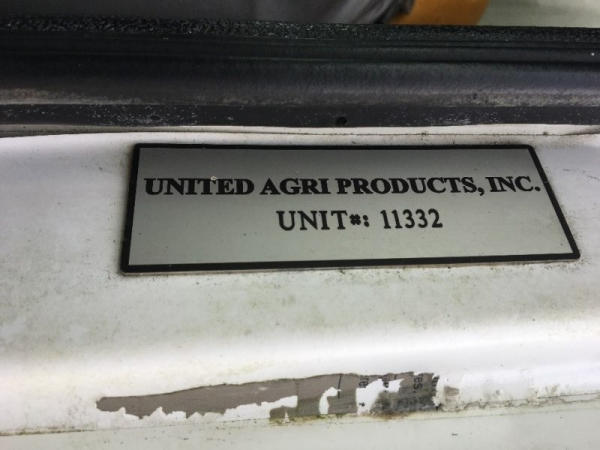 UNITED AGRI PRODUCTS, INC.
UNIT#: 11332